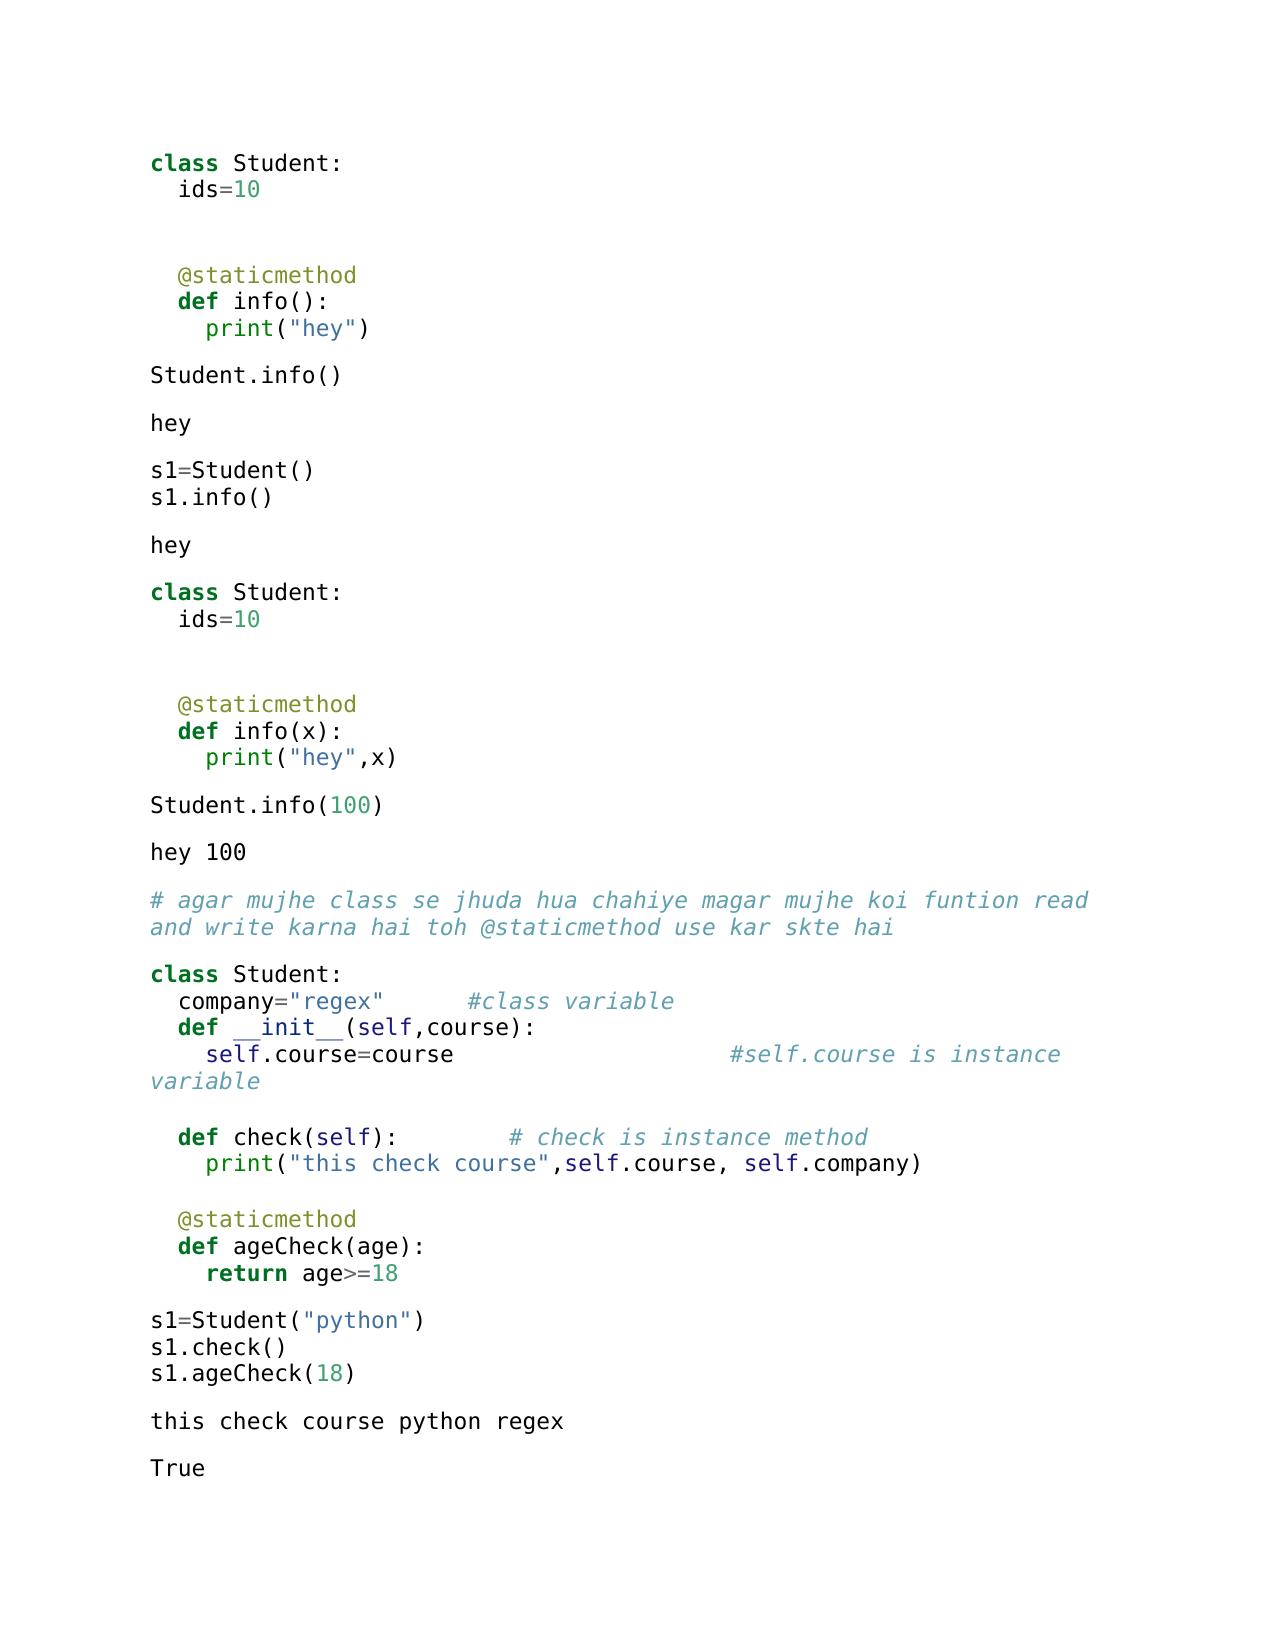 class Student:
  ids=10
  @staticmethod
  def info():
    print("hey")
Student.info()
hey
s1=Student()
s1.info()
hey
class Student:
  ids=10
  @staticmethod
  def info(x):
    print("hey",x)
Student.info(100)
hey 100
# agar mujhe class se jhuda hua chahiye magar mujhe koi funtion read
and write karna hai toh @staticmethod use kar skte hai
class Student:
  company="regex"      #class variable
  def __init__(self,course):
    self.course=course                    #self.course is instance
variable
  def check(self):        # check is instance method
    print("this check course",self.course, self.company)
  @staticmethod
  def ageCheck(age):
    return age>=18
s1=Student("python")
s1.check()
s1.ageCheck(18)
this check course python regex
True